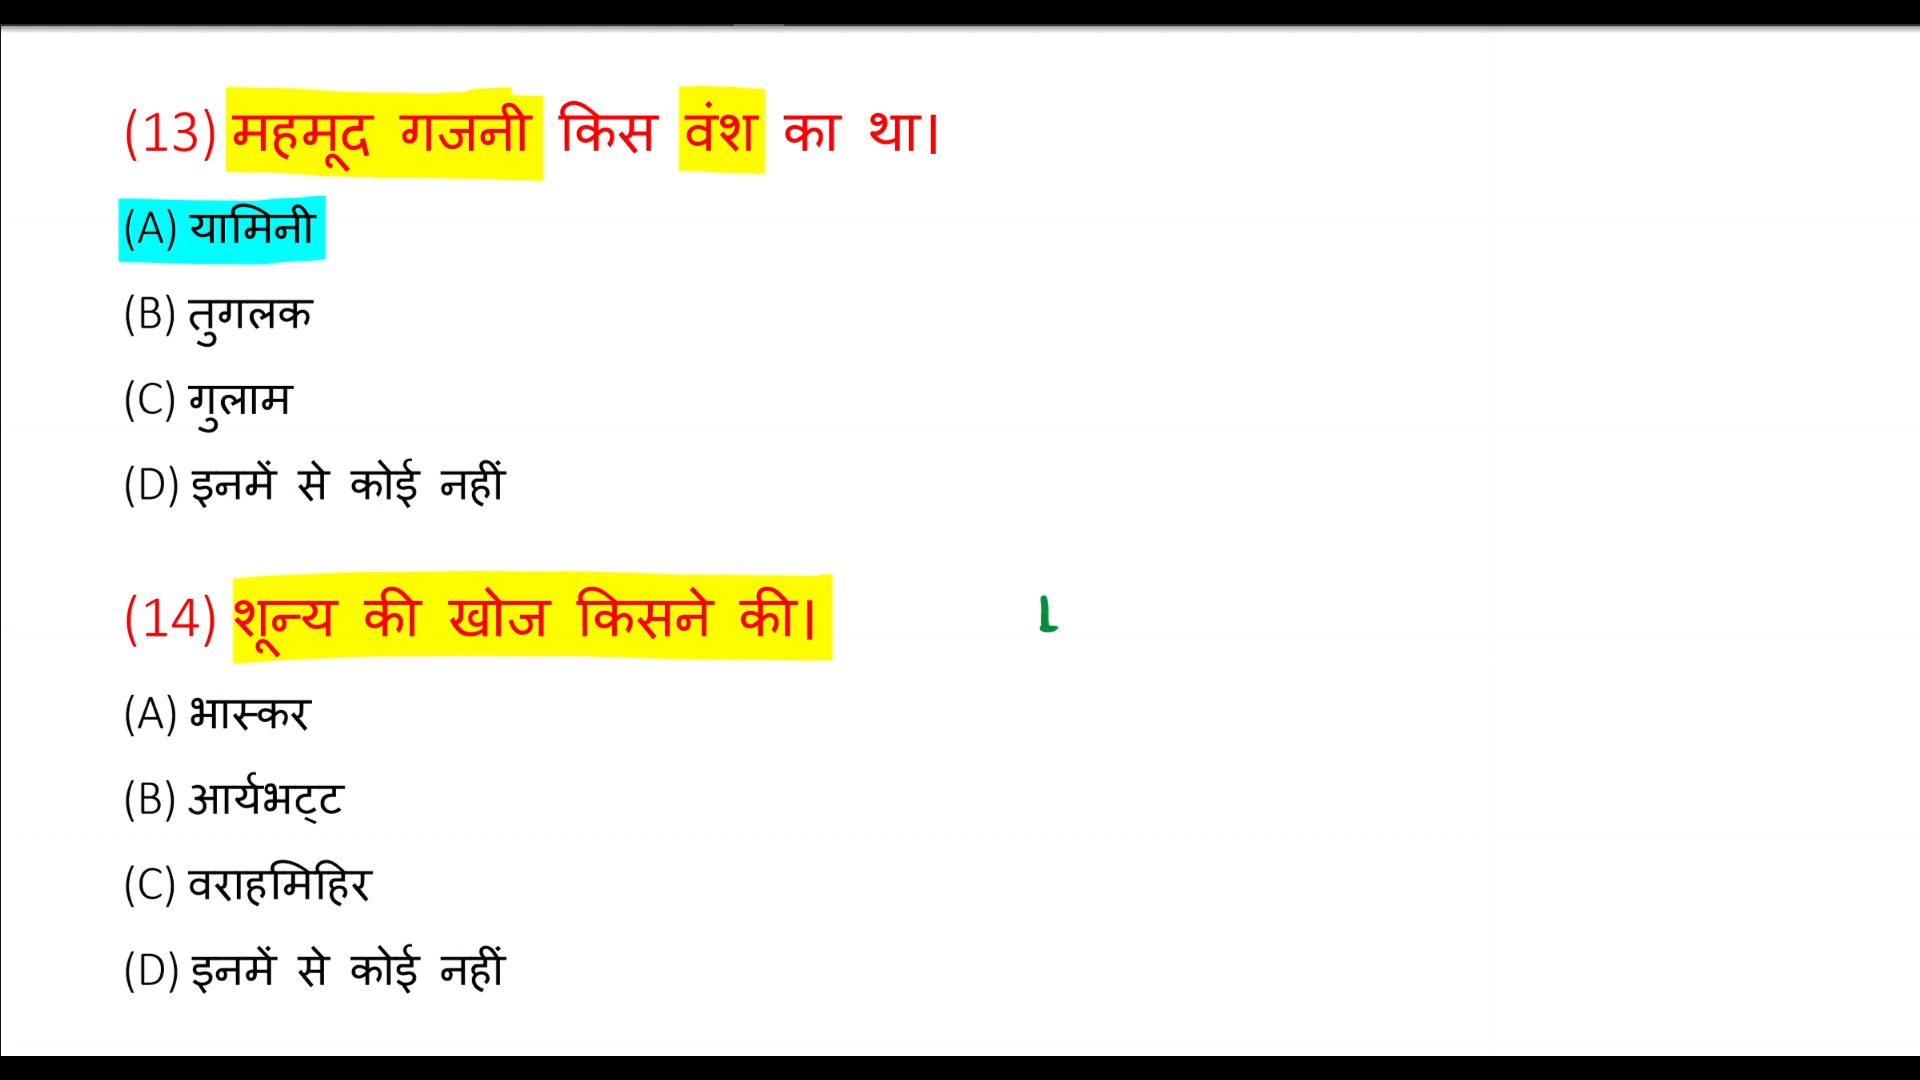 (13) महमूद गजनी किस वंश का था।
(A) यामिनी
(B) तुगलक
(C) गुलाम
(D) इनमें से कोई नहीं
(14) शून्य की खोज किसने की।
(A) भास्कर
(B) आर्यभट्ट
(C) वराहमिहिर
(D) इनमें से कोई नहीं